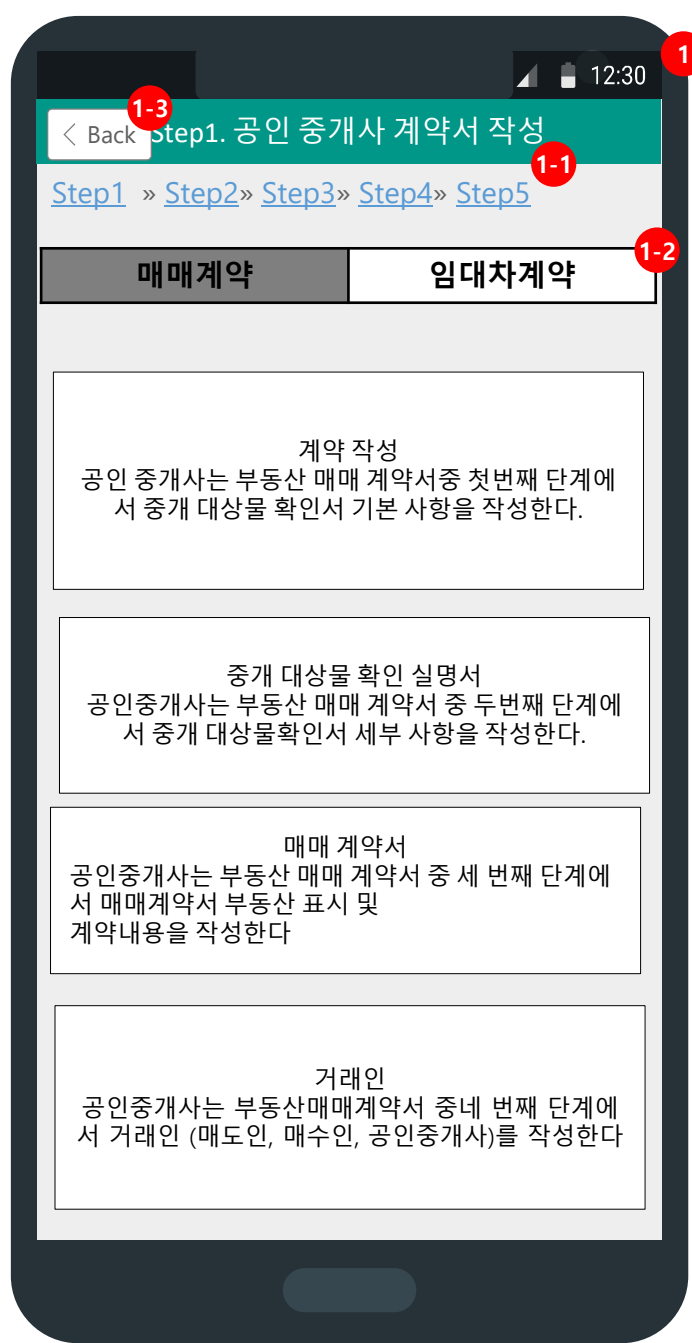 1
12:30
1-3
< Back Step1. 공인 중개사 계약서 작성
1-1
Step1 » Step2» Step3» Step4» Step5
1-2
매매계약 임대차계약
계약 작성
공인 중개사는 부동산 매매 계약서중 첫번째 단계에
서 중개 대상물 확인서 기본 사항을 작성한다.
중개 대상물 확인 실명서
공인중개사는 부동산 매매 계약서 중 두번째 단계에
서 중개 대상물확인서 세부 사항을 작성한다.
매매 계약서
공인중개사는 부동산 매매 계약서 중 세 번째 단계에
서 매매계약서 부동산 표시 및
계약내용을 작성한다
거래인
공인중개사는 부동산매매계약서 중네 번째 단계에
서 거래인 (매도인, 매수인, 공인중개사)를 작성한다